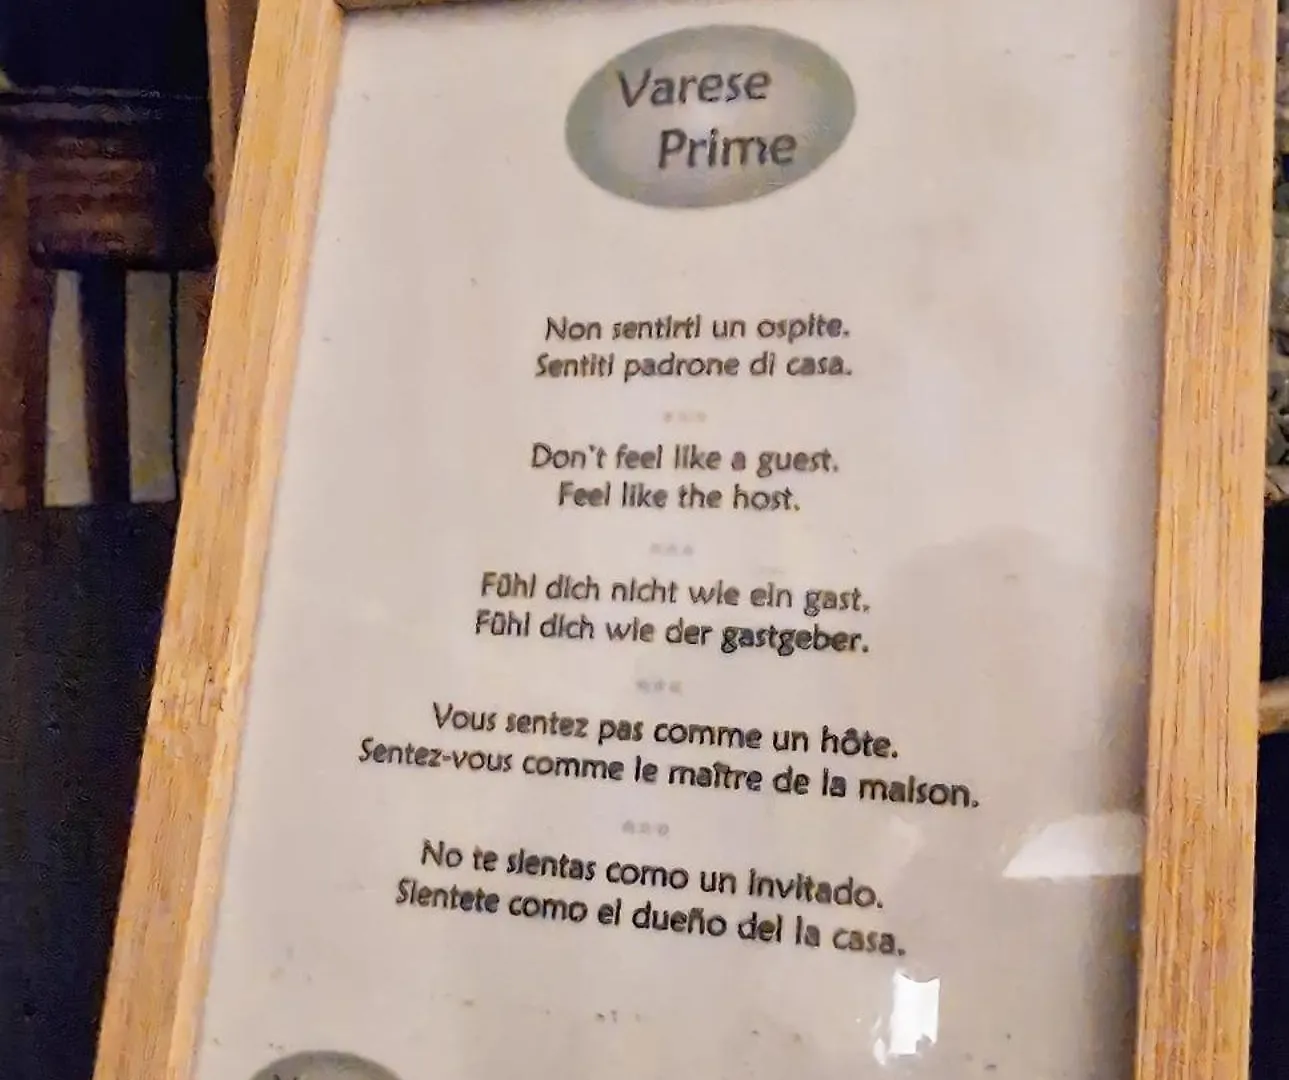 Varese
Prime
Non sentirti un ospite.
Sentiti padrone di casa.
Don't feel like a guest.
Feel like the host.
Fühl dich nicht wie ein gast.
Fühl dich wie der gastgeber.
Vous sentez pas comme un hôte.
Sentez-vous comme le maître de la maison.
No te sientas como un invitado.
Sientete como el dueño del la casa.